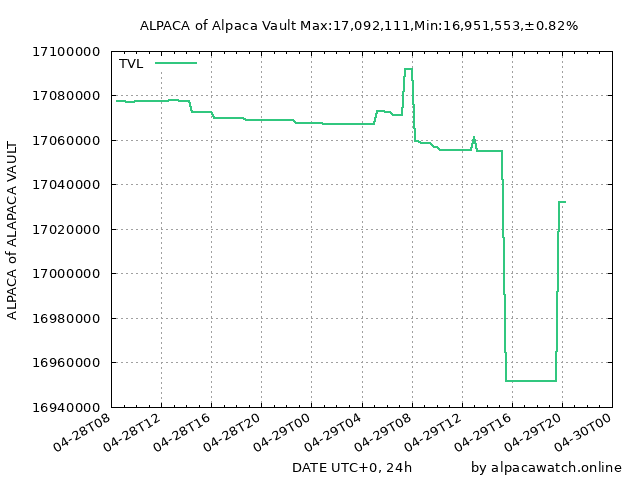 ALPACA of Alpaca Vault Max:17,092,111,Min:16,951,553,±0.82%
TVL
ALPACA of ALAPACA VAULT
17100000
17080000
17060000
17040000
17020000
17000000
16980000
16960000
16940000
04-28T08
04-28T12
04-28T16
04-28T20
04-29T00
04-29T04
04-29T08
04-29T12
04-29T16
04-29T20
04-30T00
DATE UTC+0, 24h
by alpacawatch.online